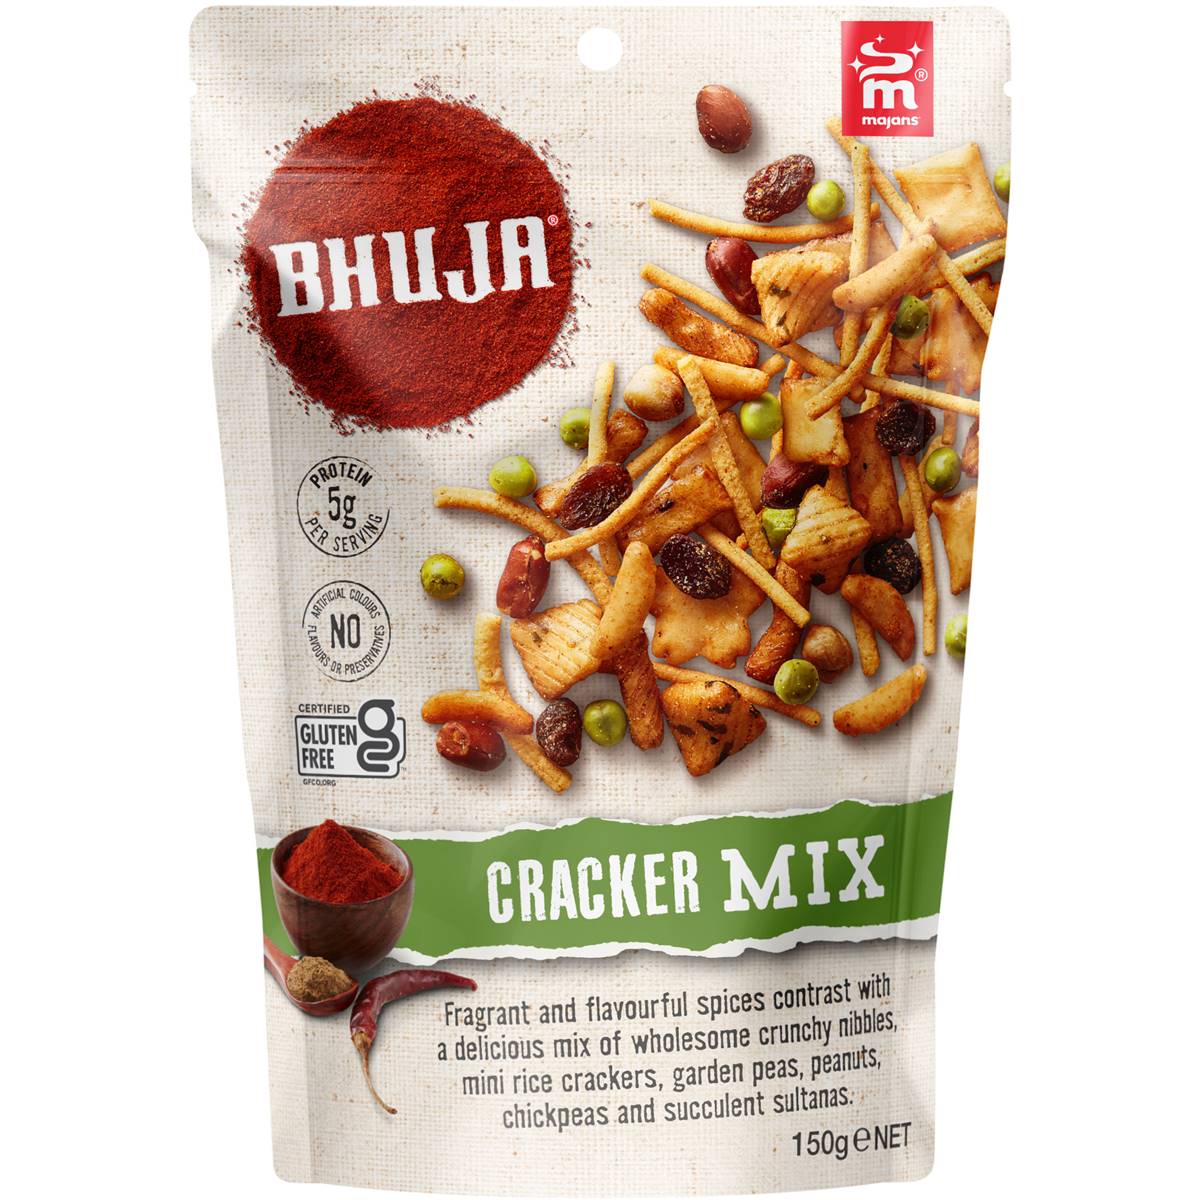 m®
majans
BHUJA®
PROTEIN
5g
PER SERVING
ARTIFICIAL COLOURS
NO
FLAVOURS OR PRESERVATIVES
CERTIFIED
GLUTEN
FREE
g
GFCO.ORG
™
CRACKER MIX
Fragrant and flavourful spices contrast with
a delicious mix of wholesome crunchy nibbles,
mini rice crackers, garden peas, peanuts,
chickpeas and succulent sultanas.
150g e NET